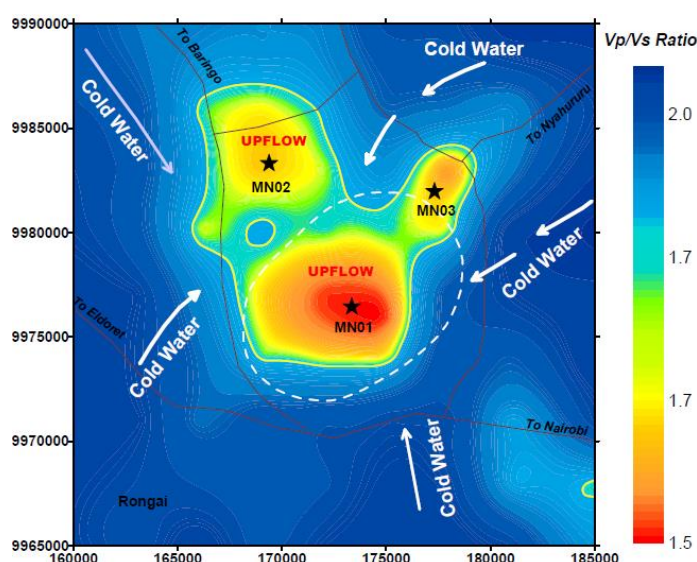 9990000
Vp/Vs Ratio
To Baringo
Cold Water
Cold Water
2.0
9985000
To Nyahururu
UPFLOW
MN02
MN03
9980000
1.7
UPFLOW
Cold Water
To Eldoret
MN01
9975000
Cold Water
1.7
9970000
To Nairobi
Cold Water
Rongai
9965000
1.5
160000
165000
170000
175000
180000
185000